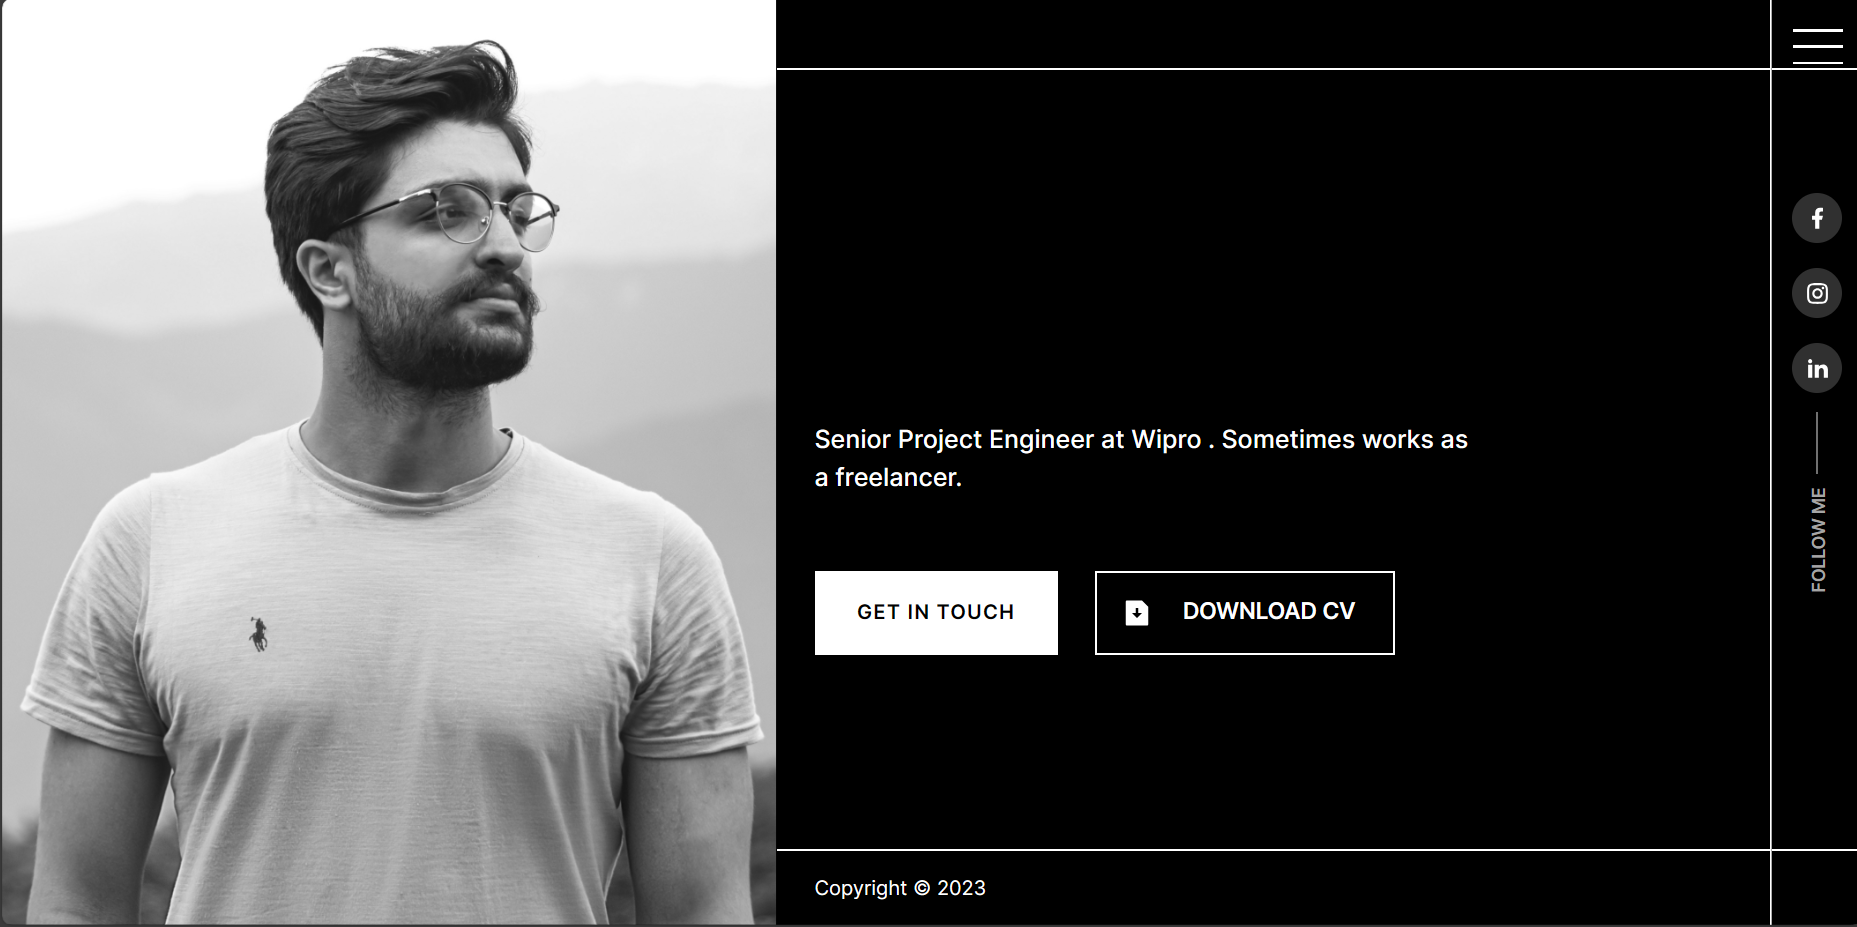 Senior Project Engineer at Wipro . Sometimes works as
a freelancer.
GET IN TOUCH
DOWNLOAD CV
FOLLOW ME
Copyright © 2023